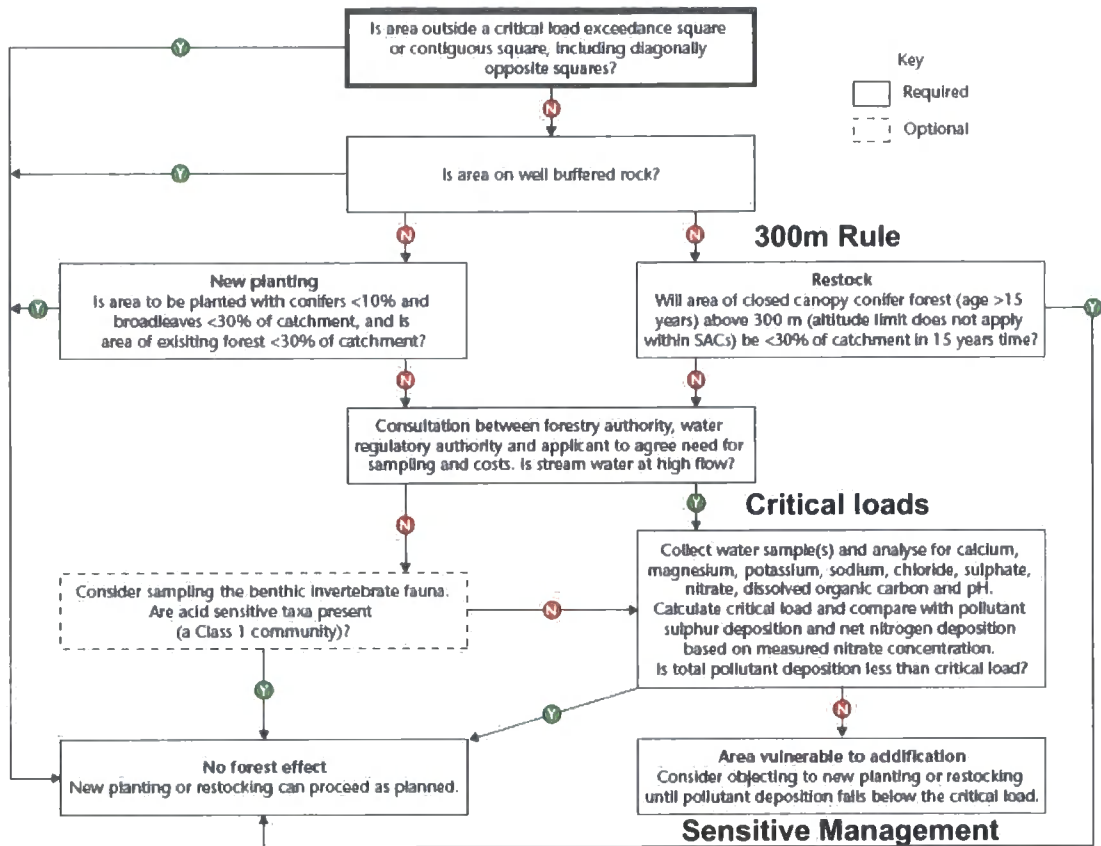 Is area outside a critical load exceedance square
or contiguous square, including diagonally
opposite squares?
Key
Required
Optional
Y
N
Is area on well buffered rock?
Y
N
N
300m Rule
New planting
Is area to be planted with conifers <10% and
broadleaves <30% of catchment, and is
area of exisiting forest <30% of catchment?
Y
Restock
Will area of closed canopy conifer forest (age >15
years) above 300 m (altitude limit does not apply
within SACs) be <30% of catchment in 15 years time?
Y
N
N
Consultation between forestry authority, water
regulatory authority and applicant to agree need for
sampling and costs. Is stream water at high flow?
N
Y
Critical loads
Consider sampling the benthic invertebrate fauna.
Are acid sensitive taxa present
(a Class 1 community)?
N
Collect water sample(s) and analyse for calcium,
magnesium, potassium, sodium, chloride, sulphate,
nitrate, dissolved organic carbon and pH.
Calculate critical load and compare with pollutant
sulphur deposition and net nitrogen deposition
based on measured nitrate concentration.
Is total pollutant deposition less than critical load?
Y
Y
N
No forest effect
New planting or restocking can proceed as planned.
Area vulnerable to acidification
Consider objecting to new planting or restocking
until pollutant deposition falls below the critical load.
Sensitive Management